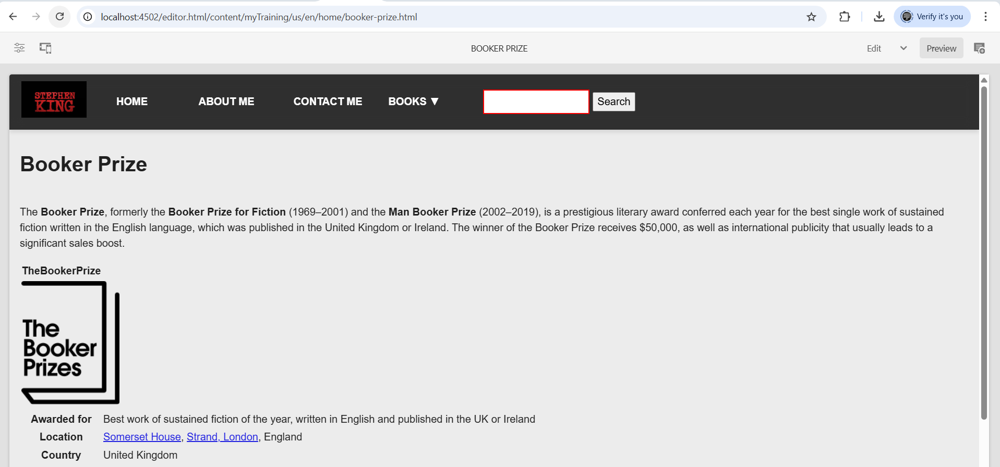 localhost:4502/editor.html/content/myTraining/us/en/home/booker-prize.html
Verify it's you
BOOKER PRIZE
Edit
Preview
STEPHEN
KING
HOME
ABOUT ME
CONTACT ME
BOOKS ▼
Search
Booker Prize
The Booker Prize, formerly the Booker Prize for Fiction (1969–2001) and the Man Booker Prize (2002–2019), is a prestigious literary award conferred each year for the best single work of sustained
fiction written in the English language, which was published in the United Kingdom or Ireland. The winner of the Booker Prize receives $50,000, as well as international publicity that usually leads to a
significant sales boost.
TheBookerPrize
The
Booker
Prizes
Awarded for Best work of sustained fiction of the year, written in English and published in the UK or Ireland
Location Somerset House, Strand, London, England
Country United Kingdom